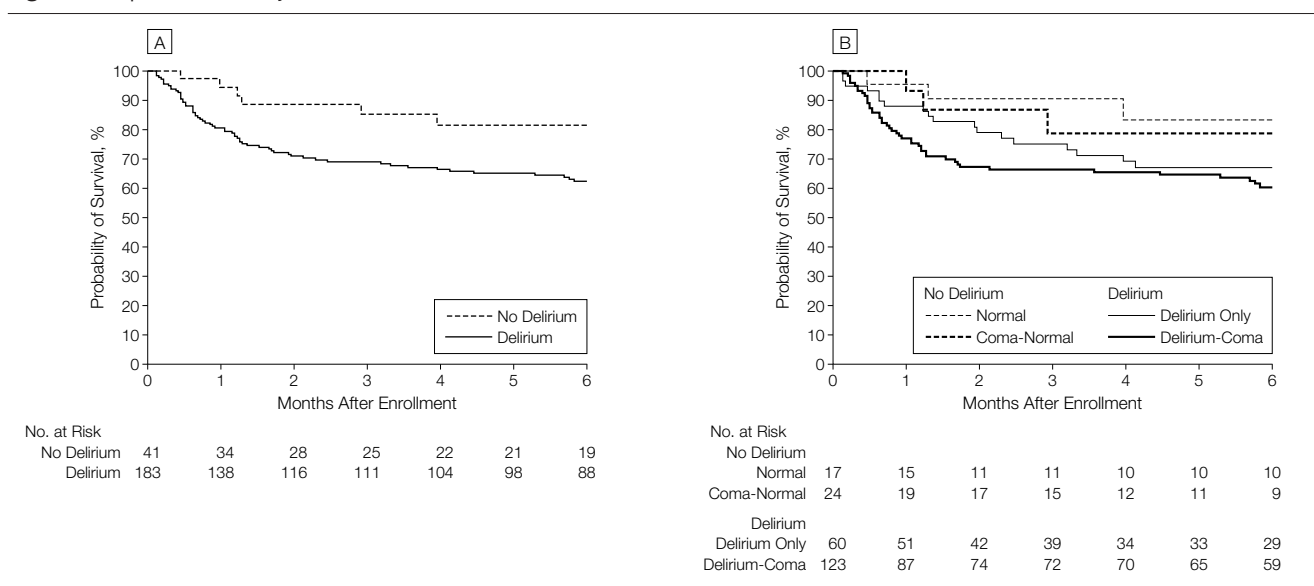 A
Probability of Survival, %
100
90
80
70
60
50
40
30
20
10
0
No Delirium
Delirium
0 1 2 3 4 5 6
Months After Enrollment
No. at Risk
No Delirium 41 34 28 25 22 21 19
Delirium 183 138 116 111 104 98 88
B
Probability of Survival, %
100
90
80
70
60
50
40
30
20
10
0
No Delirium Delirium
Normal Delirium Only
Coma-Normal Delirium-Coma
0 1 2 3 4 5 6
Months After Enrollment
No. at Risk
No Delirium
Normal 17 15 11 11 10 10 10
Coma-Normal 24 19 17 15 12 11 9
Delirium
Delirium Only 60 51 42 39 34 33 29
Delirium-Coma 123 87 74 72 70 65 59